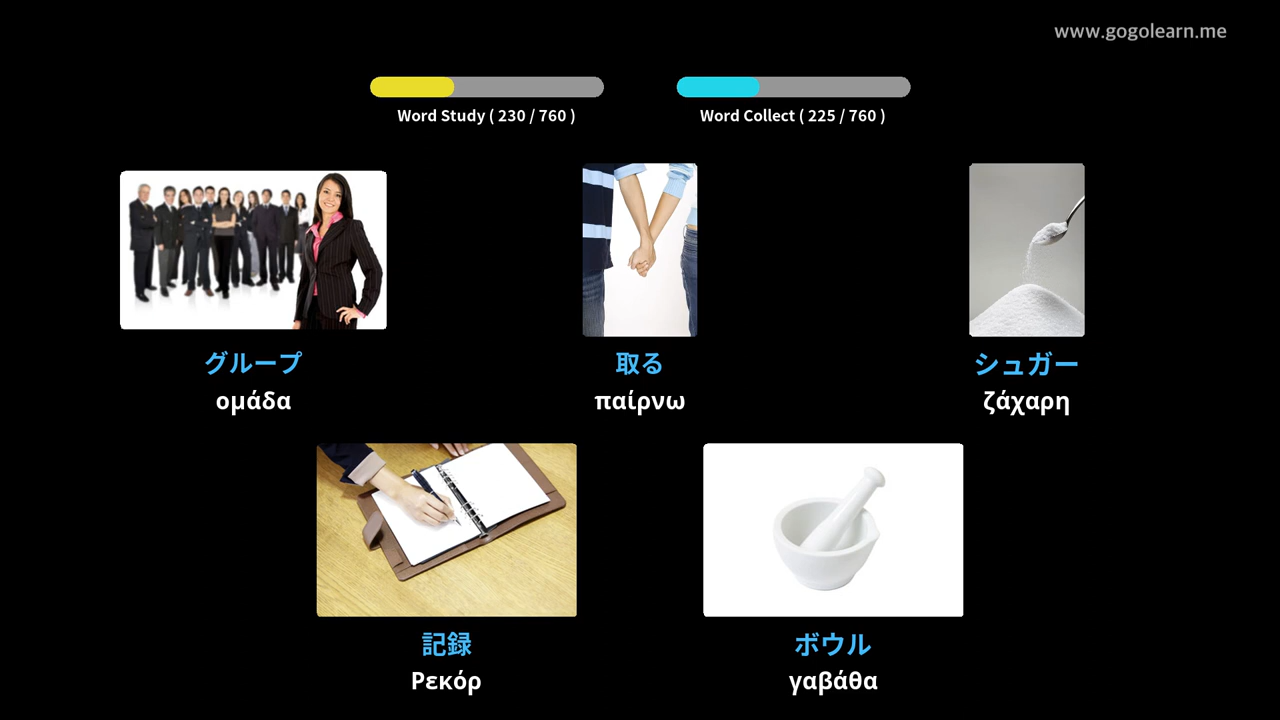 www.gogolearn.me
Word Study ( 230 / 760 )
Word Collect ( 225 / 760 )
グループ
ομάδα
取る
παίρνω
シュガー
ζάχαρη
記録
Ρεκόρ
ボウル
γαβάθα